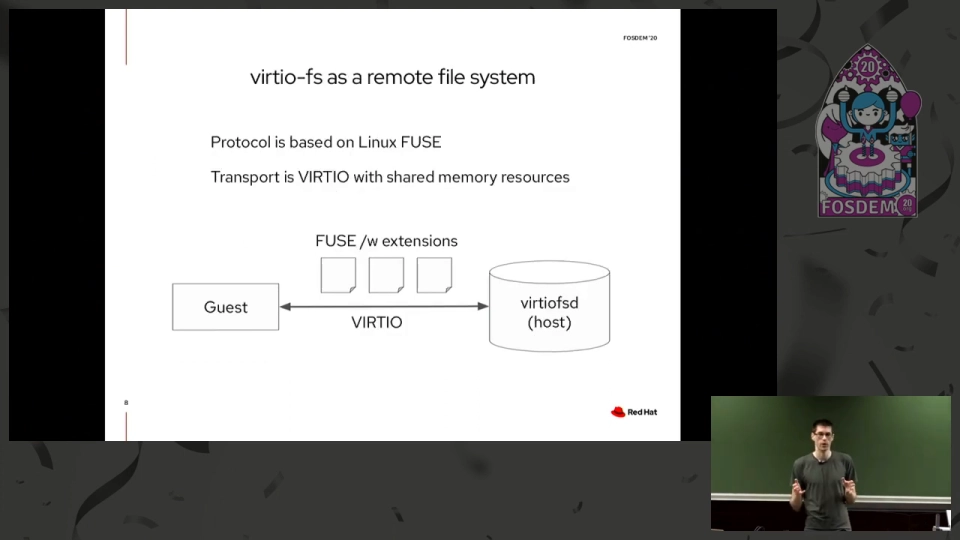 FOSDEM '20
virtio-fs as a remote file system
Protocol is based on Linux FUSE
Transport is VIRTIO with shared memory resources
FUSE /w extensions
Guest
VIRTIO
virtiofsd
(host)
8
Red Hat
20
FOSDEM
20